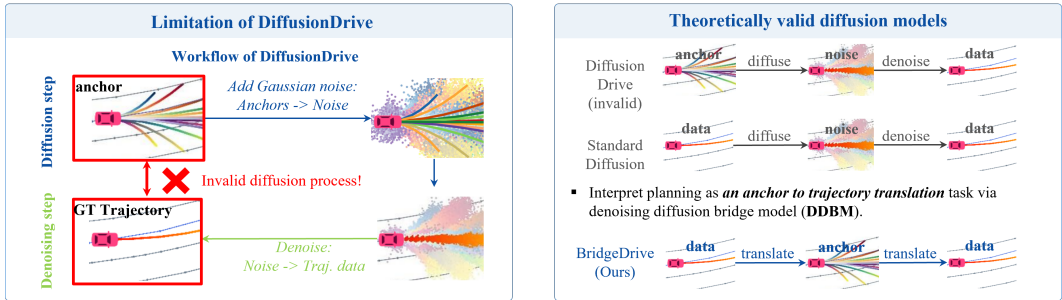 Limitation of DiffusionDrive
Workflow of DiffusionDrive
Diffusion step
anchor
Add Gaussian noise:
Anchors -> Noise
Invalid diffusion process!
Denoising step
GT Trajectory
Denoise:
Noise -> Traj. data
Theoretically valid diffusion models
Diffusion
Drive
(invalid)
anchor
diffuse
noise
denoise
data
Standard
Diffusion
data
diffuse
noise
denoise
data
▪ Interpret planning as an anchor to trajectory translation task via
denoising diffusion bridge model (DDBM).
BridgeDrive
(Ours)
data
translate
anchor
translate
data